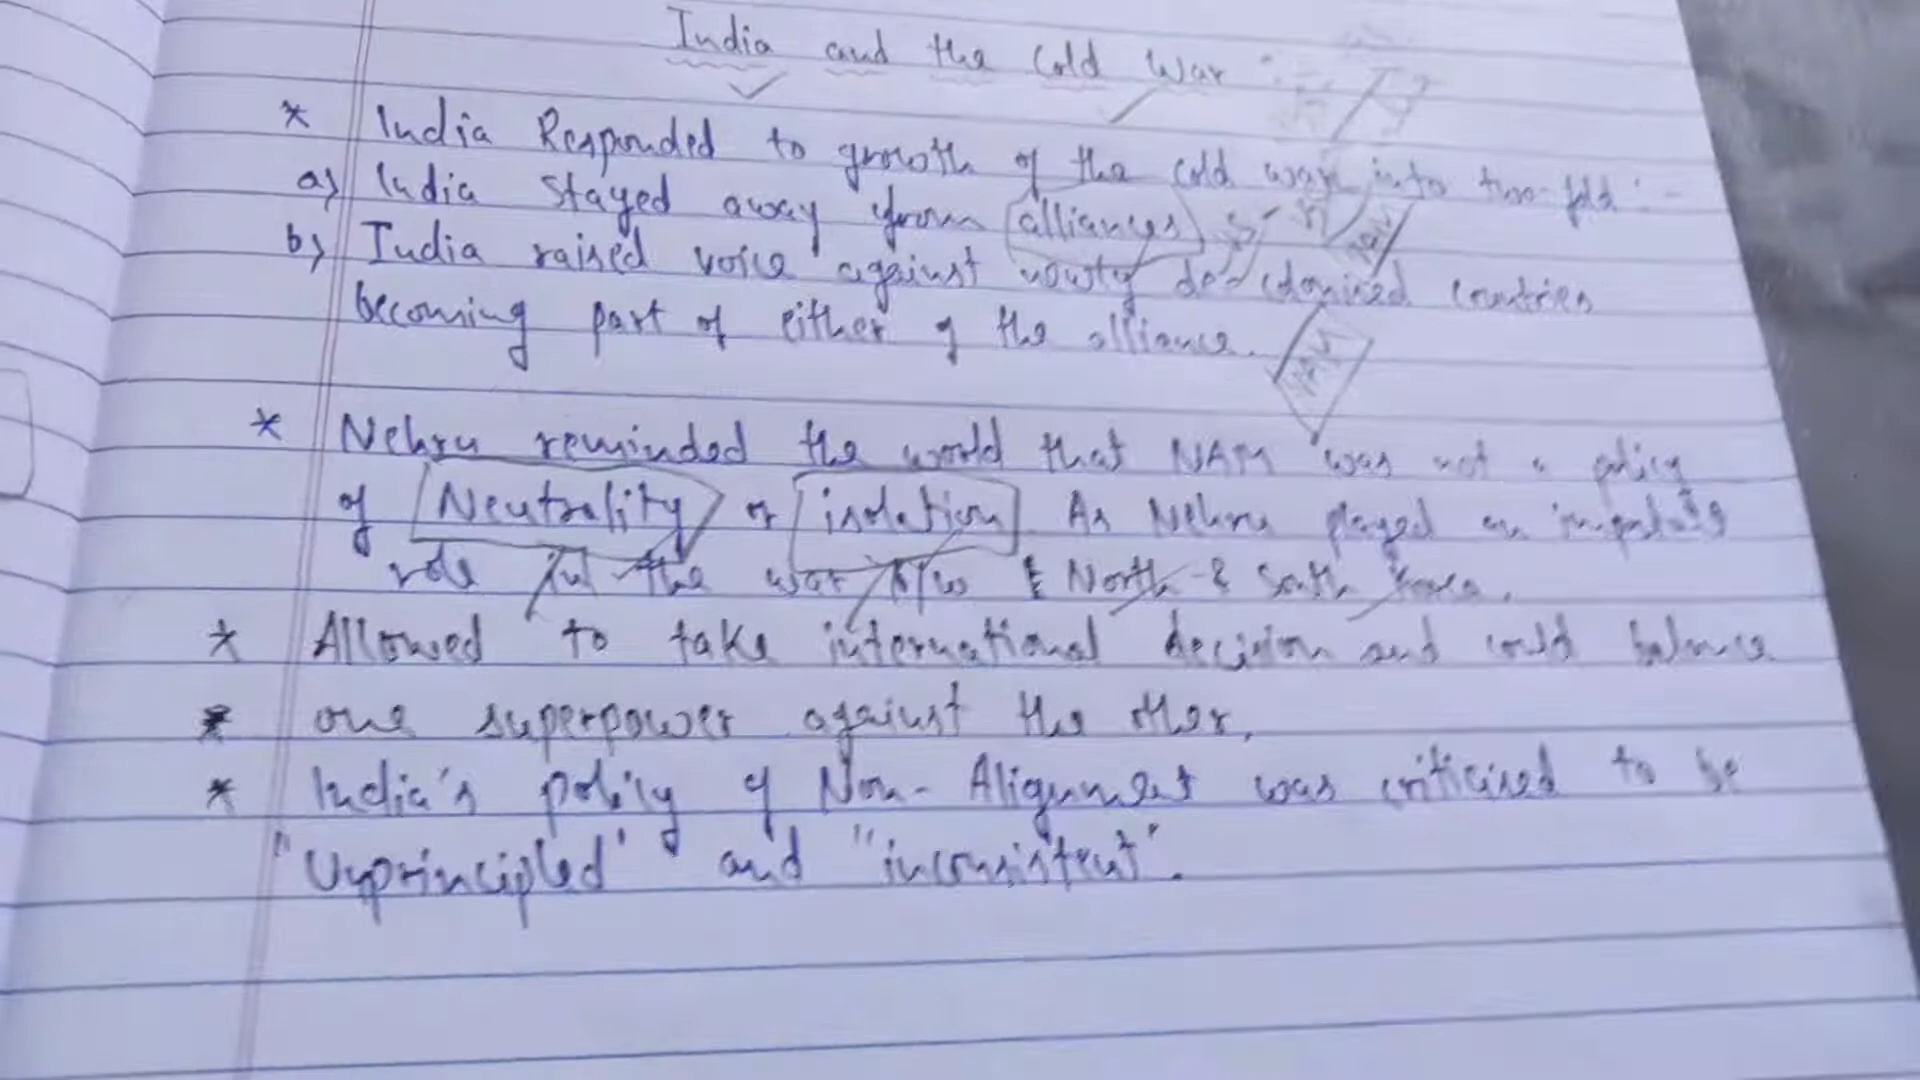 India and the Cold War :
* India Responded to growth of the cold war into two-fold :-
a) India stayed away from alliances
b) India raised voice against de-colonised countries
becoming part of either of the alliance.
* Nehru reminded the world that NAM was not a policy
of Neutrality or isolation As Nehru played an
role in the war b/w North & South Korea.
* Allowed to take international decision and could balance
* one superpower against the other.
* India's policy of Non-Alignment was criticised to be
"Unprincipled" and "inconsistent".